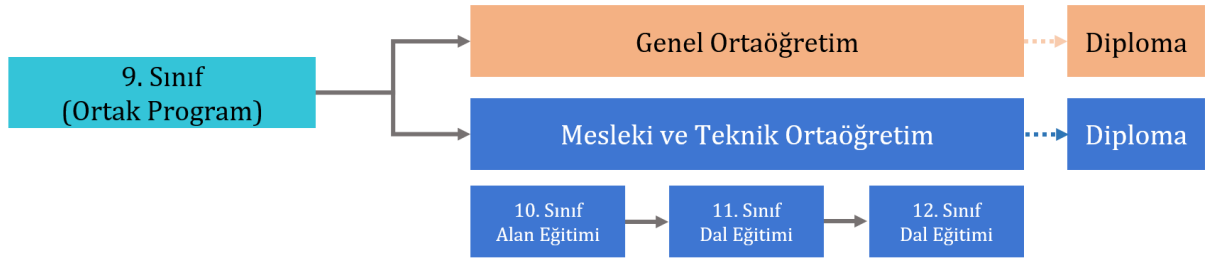 9. Sınıf
(Ortak Program)
Genel Ortaöğretim
Diploma
Mesleki ve Teknik Ortaöğretim
Diploma
10. Sınıf
Alan Eğitimi
11. Sınıf
Dal Eğitimi
12. Sınıf
Dal Eğitimi